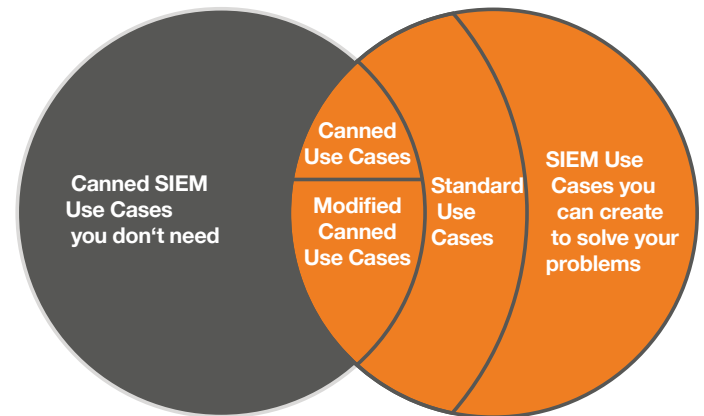 Canned SIEM
Use Cases
you don‘t need
Canned
Use Cases
Modified
Canned
Use Cases
Standard
Use
Cases
SIEM Use
Cases you
can create
to solve your
problems